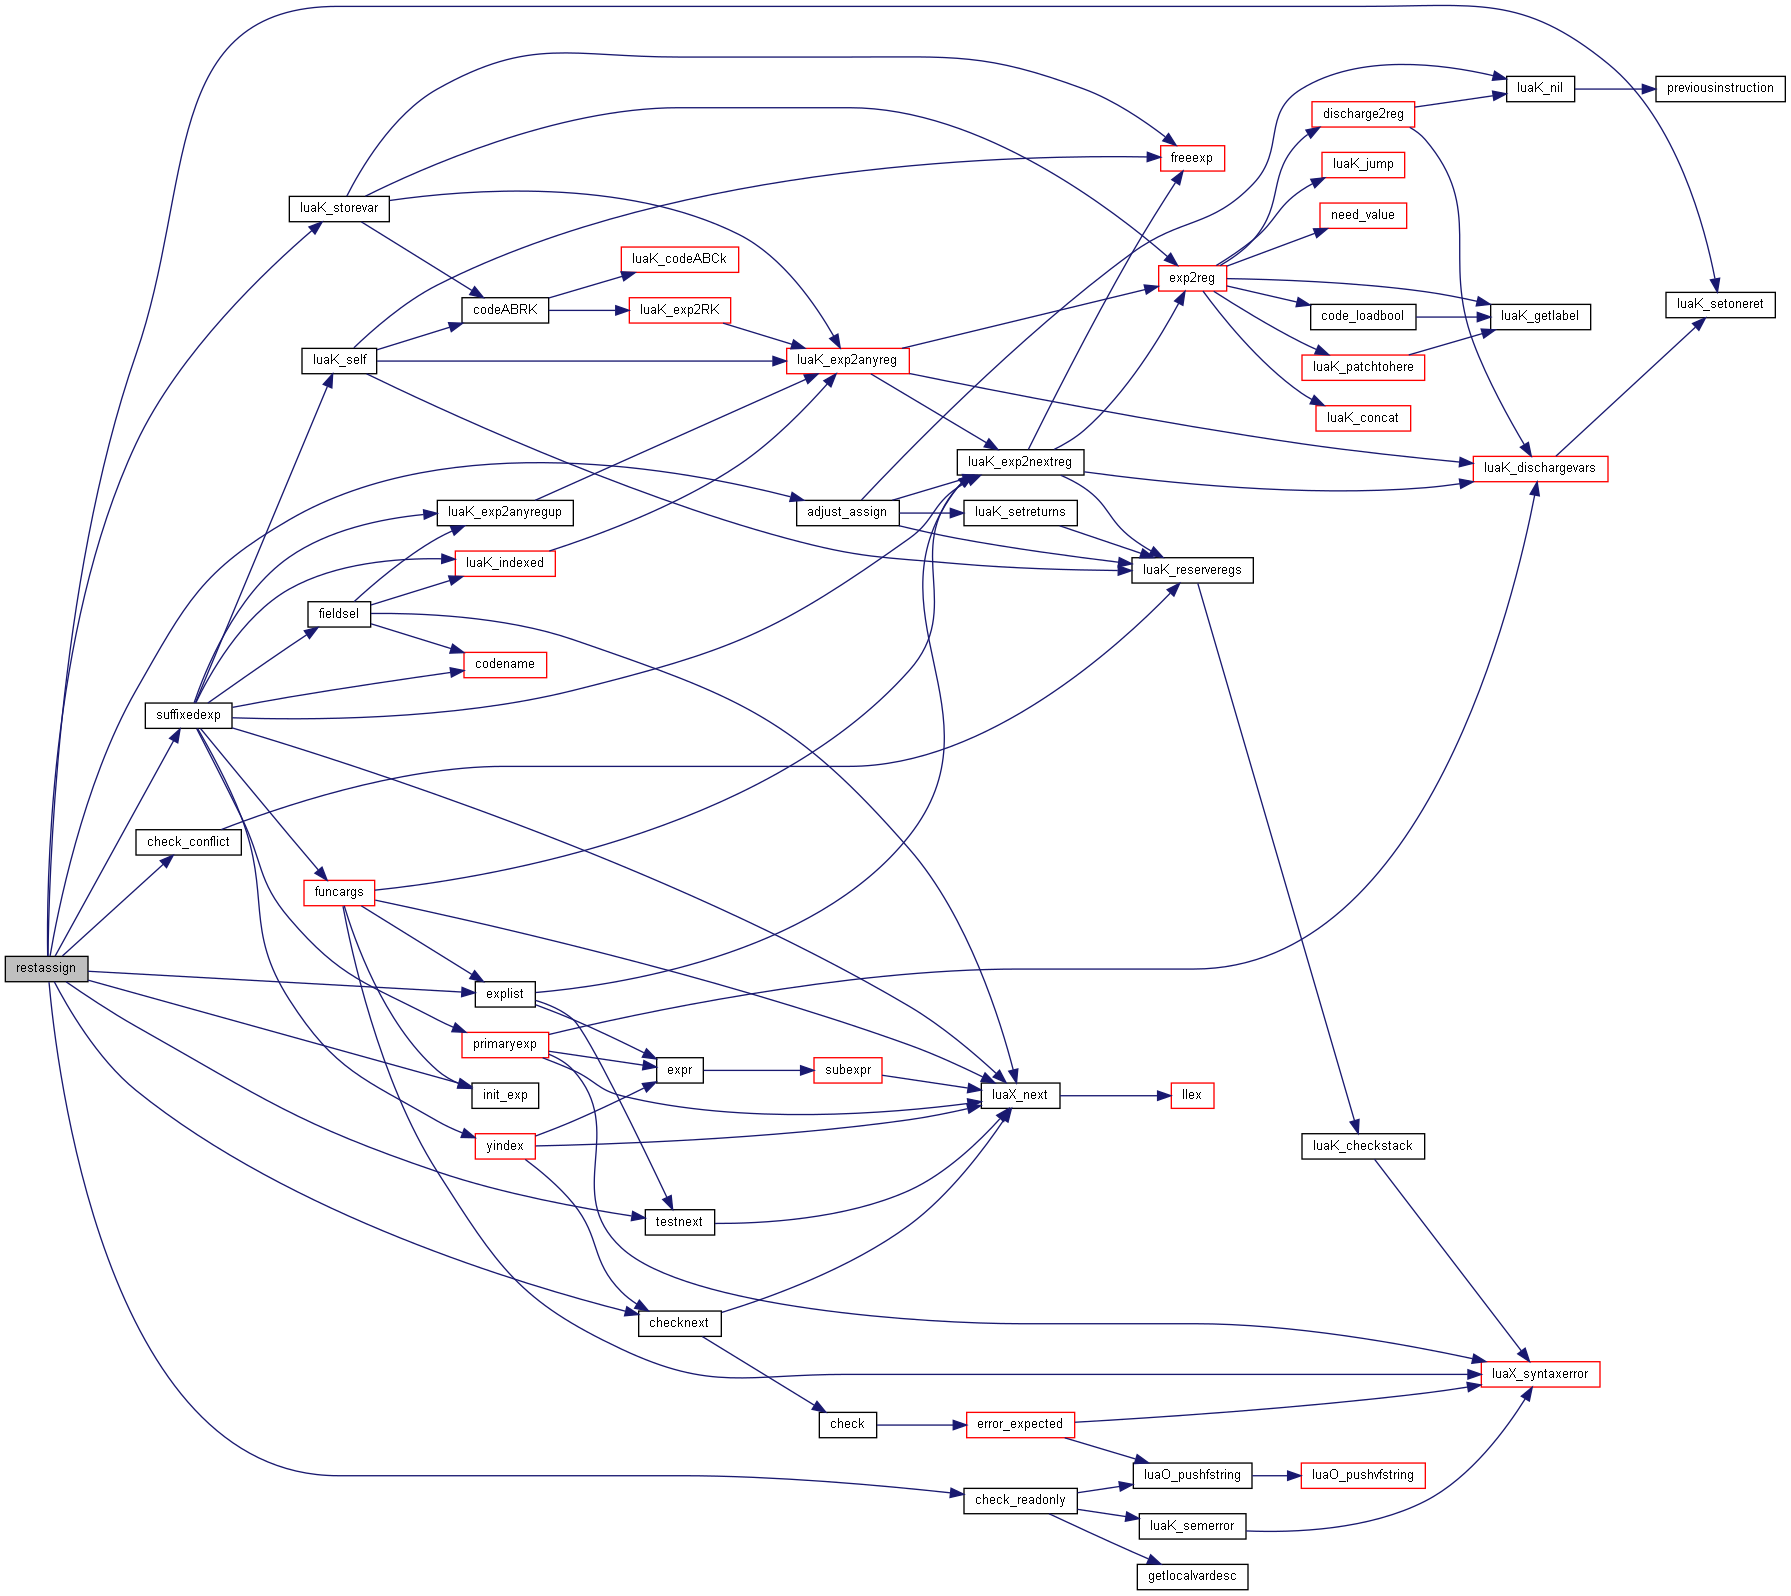 luaK_nil
previousinstruction
discharge2reg
freeexp
luaK_jump
luaK_storevar
need_value
luaK_codeABCk
exp2reg
luaK_setoneret
codeABRK
luaK_exp2RK
code_loadbool
luaK_getlabel
luaK_self
luaK_exp2anyreg
luaK_patchtohere
luaK_concat
luaK_exp2nextreg
luaK_dischargevars
luaK_exp2anyregup
adjust_assign
luaK_setreturns
luaK_indexed
luaK_reserveregs
fieldsel
codename
suffixedexp
check_conflict
funcargs
restassign
explist
primaryexp
expr
subexpr
init_exp
luaX_next
llex
yindex
luaK_checkstack
testnext
checknext
luaX_syntaxerror
check
error_expected
luaO_pushfstring
luaO_pushvfstring
check_readonly
luaK_semerror
getlocalvardesc